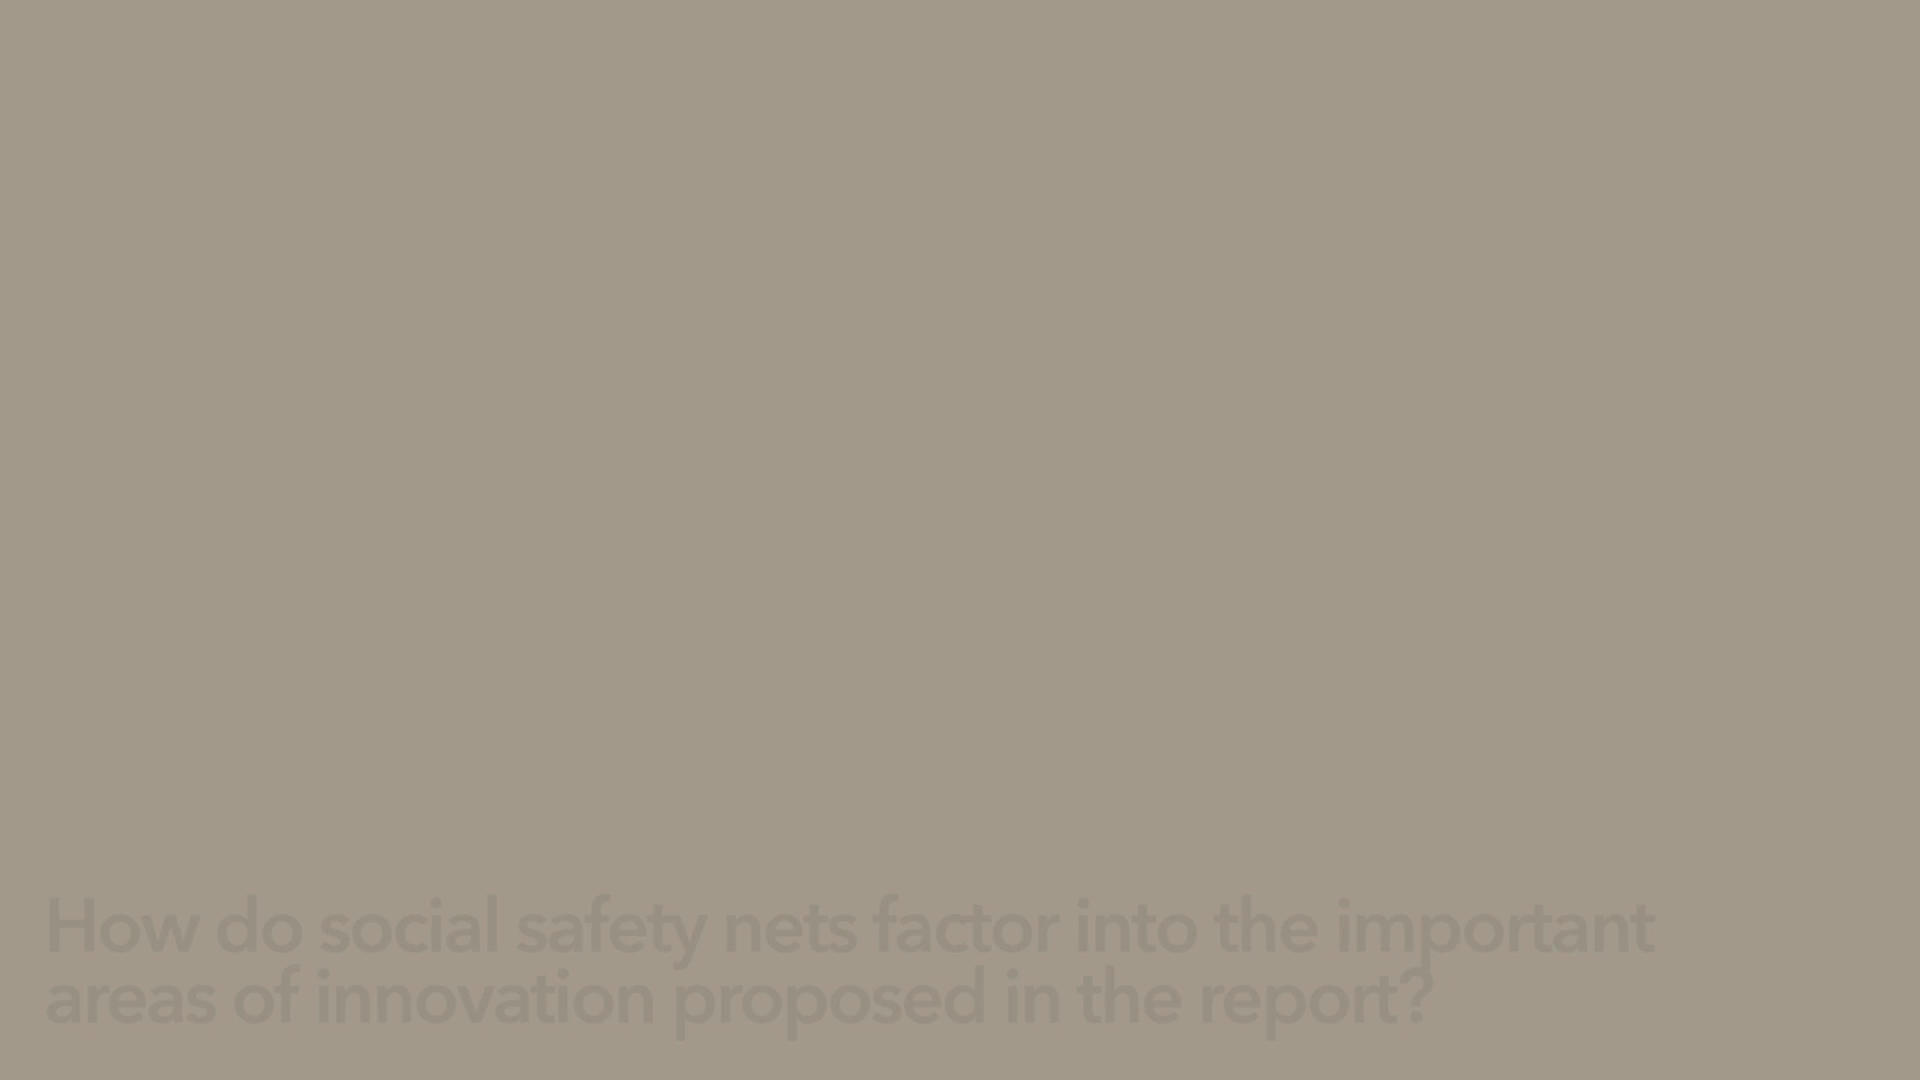 How do social safety nets factor into the important
areas of innovation proposed in the report?